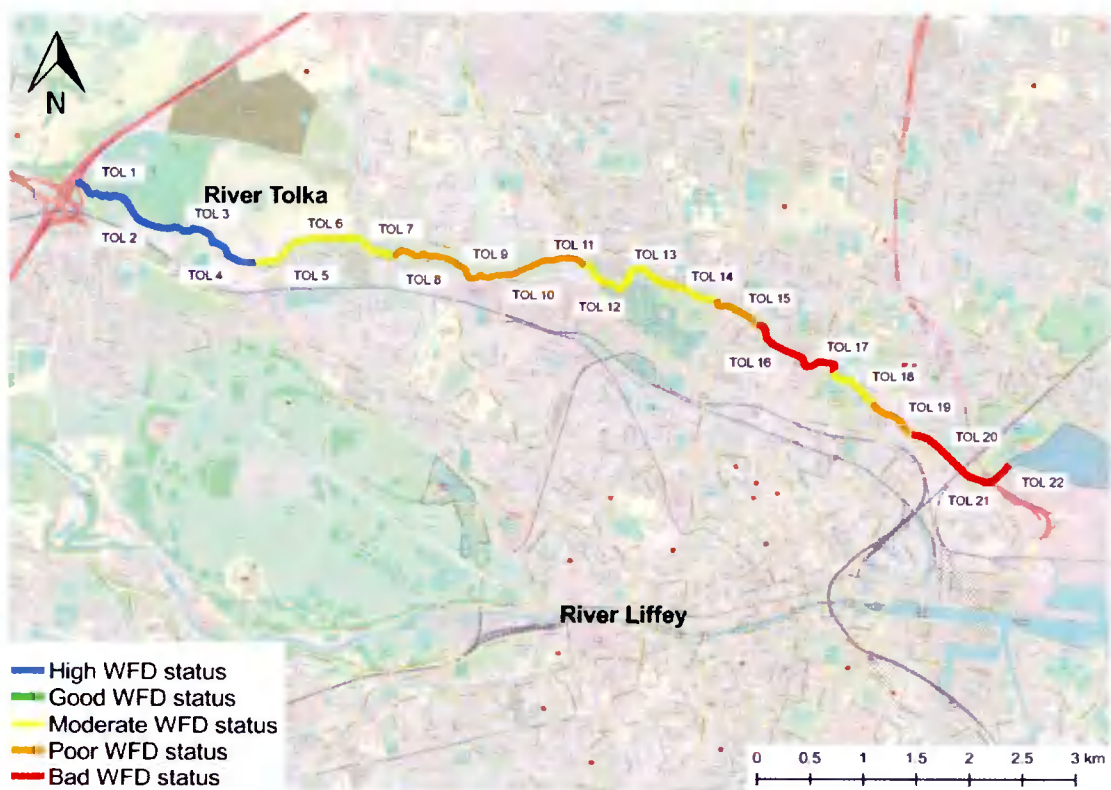 N
TOL 1
River Tolka
TOL 2
TOL 3
TOL 4
TOL 5
TOL 6
TOL 7
TOL 8
TOL 9
TOL 10
TOL 11
TOL 12
TOL 13
TOL 14
TOL 15
TOL 16
TOL 17
TOL 18
TOL 19
TOL 20
TOL 21
TOL 22
River Liffey
High WFD status
Good WFD status
Moderate WFD status
Poor WFD status
Bad WFD status
0 0.5 1 1.5 2 2.5 3 km